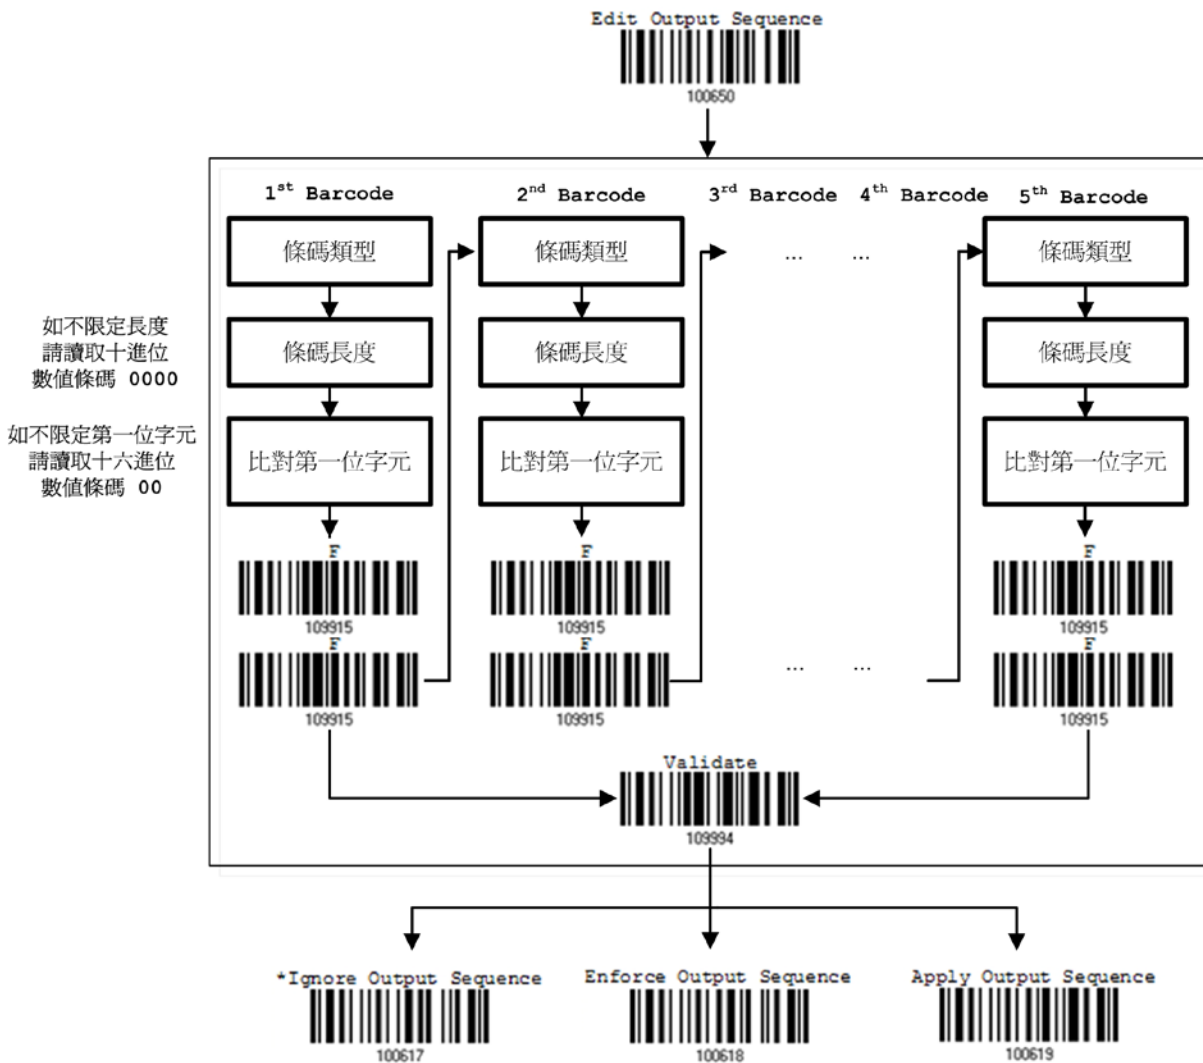 Edit Output Sequence
100650
1st Barcode 2nd Barcode 3rd Barcode 4th Barcode 5th Barcode
條碼類型 條碼類型 ... ... 條碼類型
如不限定長度
請讀取十進位
數值條碼 0000
條碼長度 條碼長度 條碼長度
如不限定第一位字元
請讀取十六進位
數值條碼 00
比對第一位字元 比對第一位字元 比對第一位字元
F F F
109915 109915 109915
F F F
... ...
109915 109915 109915
Validate
109994
*Ignore Output Sequence Enforce Output Sequence Apply Output Sequence
100617 100618 100619